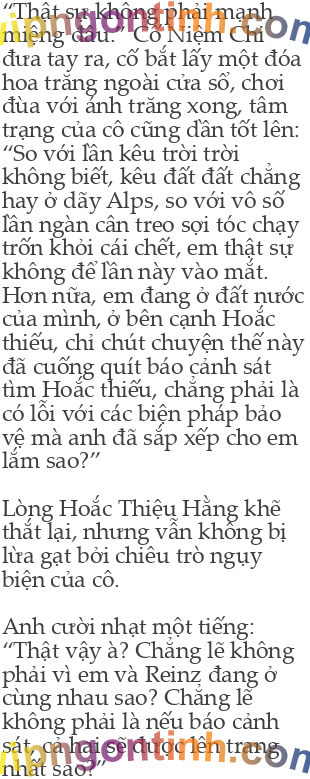 “Thật sự không phải mạnh
miệng đâu.” Cố Niệm Chi
đưa tay ra, cố bắt lấy một đóa
hoa trăng ngoài cửa sổ, chơi
đùa với ánh trăng xong, tâm
trạng của cô cũng dần tốt lên:
“So với lần kêu trời trời
không biết, kêu đất đất chẳng
hay ở dãy Alps, so với vô số
lần ngàn cân treo sợi tóc chạy
trốn khỏi cái chết, em thật sự
không để lần này vào mắt.
Hơn nữa, em đang ở đất nước
của mình, ở bên cạnh Hoắc
thiếu, chỉ chút chuyện thế này
đã cuống quít báo cảnh sát
tìm Hoắc thiếu, chẳng phải là
có lỗi với các biện pháp bảo
vệ mà anh đã sắp xếp cho em
lắm sao?”
Lòng Hoắc Thiệu Hằng khẽ
thắt lại, nhưng vẫn không bị
lừa gạt bởi chiêu trò ngụy
biện của cô.
Anh cười nhạt một tiếng:
“Thật vậy à? Chẳng lẽ không
phải vì em và Reinz đang ở
cùng nhau sao? Chẳng lẽ
không phải là nếu báo cảnh
sát, cả hai sẽ được lên trang
nhất sao?”
vipngontinh.com
vipngontinh.com